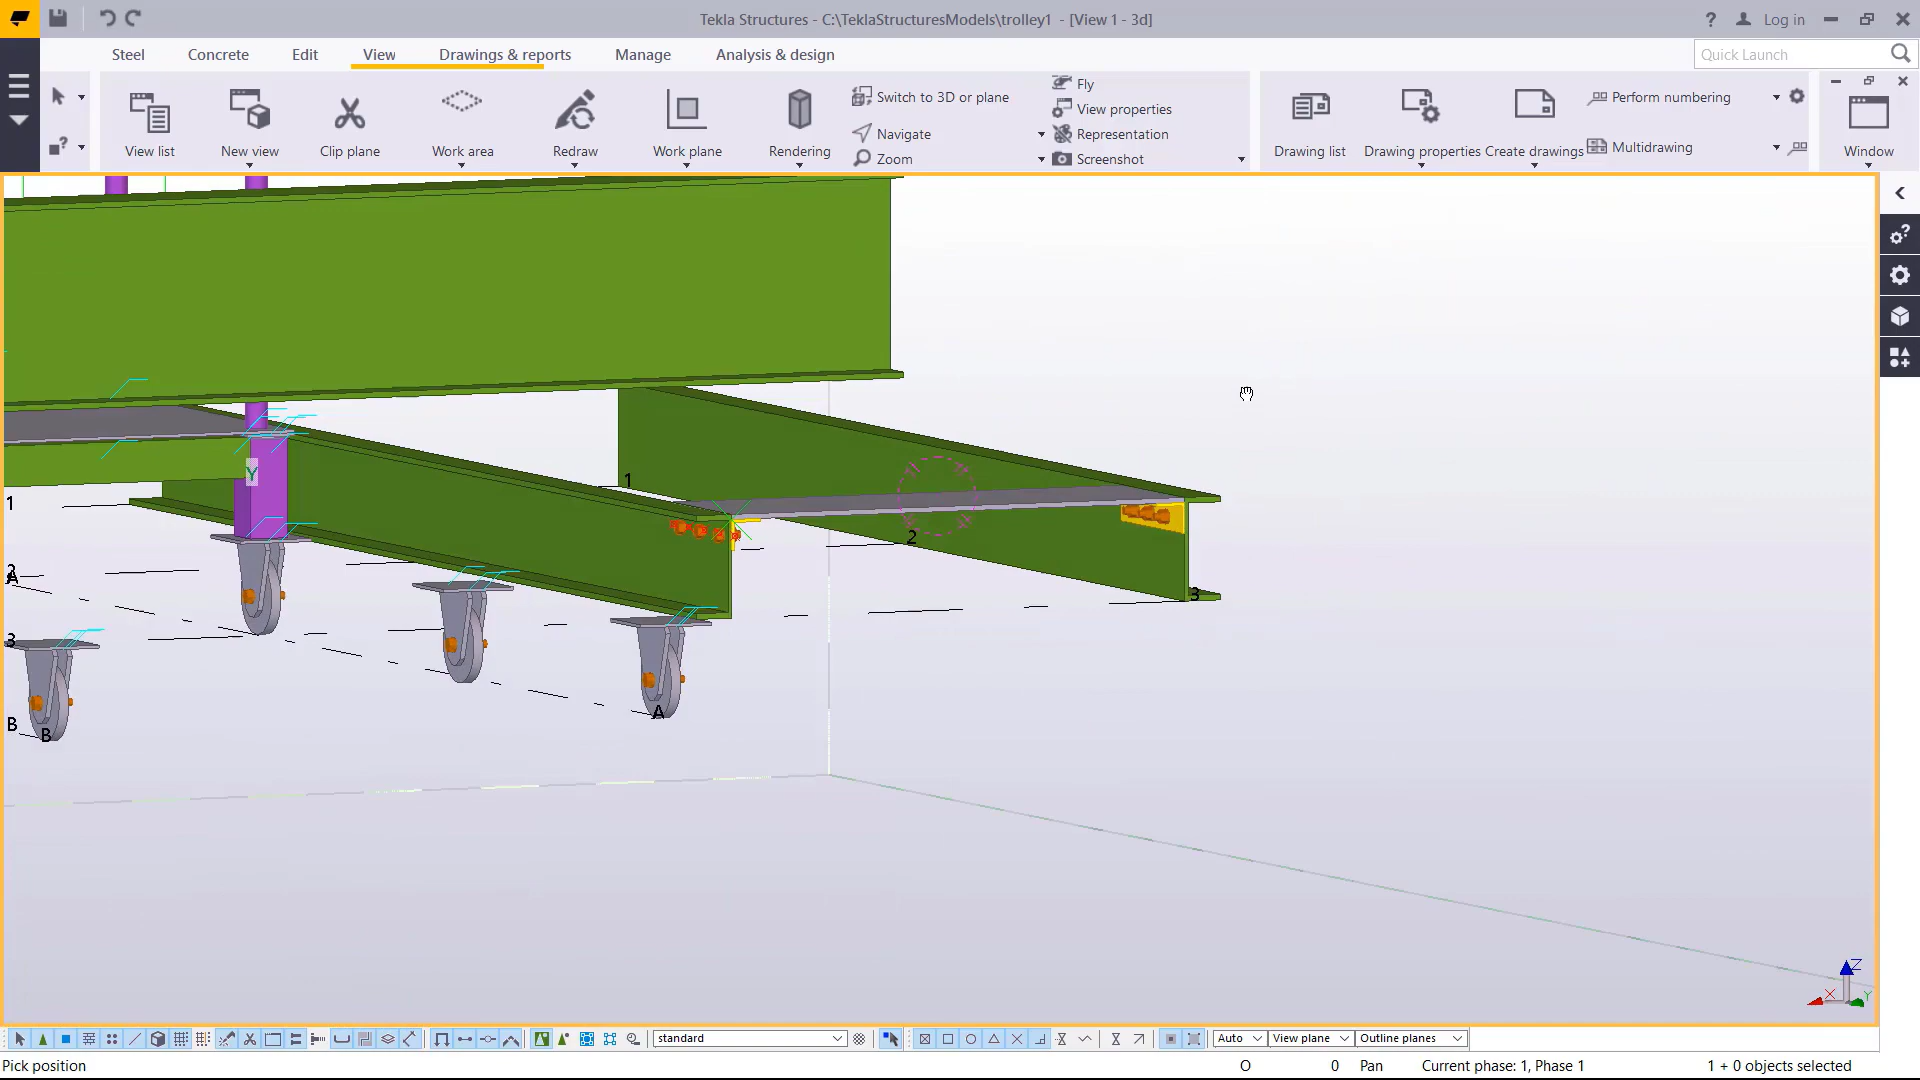 Tekla Structures - C:\TeklaStructuresModels\trolley1 - [View 1 - 3d]
? Log in
Steel Concrete Edit View Drawings & reports Manage Analysis & design
Quick Launch
View list
New view
Clip plane
Work area
Redraw
Work plane
Rendering
Switch to 3D or plane
Navigate
Zoom
Fly
View properties
Representation
Screenshot
Drawing list
Drawing properties
Create drawings
Perform numbering
Multidrawing
Window
Y
1
1
2
2
A
3
3
A
B
B
Z
X
Y
standard
Auto
View plane
Outline planes
Pick position
O 0 Pan Current phase: 1, Phase 1 1 + 0 objects selected